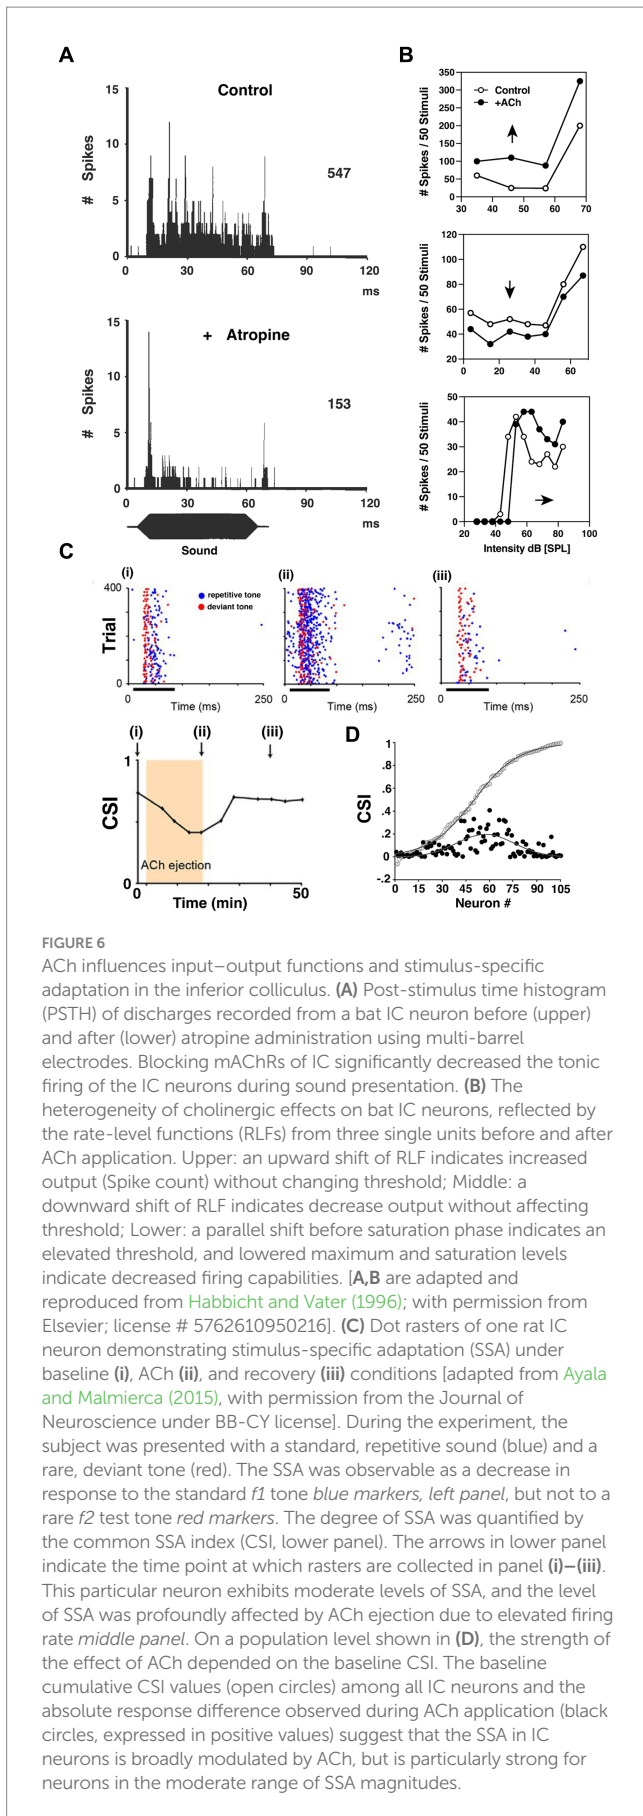 A
B
15
Control
10
547
5
# Spikes
0
0 30 60 90 120
ms
15
+ Atropine
10
153
5
# Spikes
0
0 30 60 90 120
ms
Sound
350
300
250
200
150
100
50
0
# Spikes / 50 Stimuli
Control
+ACh
30 40 50 60 70
120
100
80
60
40
20
# Spikes / 50 Stimuli
0 20 40 60
50
40
30
20
10
0
# Spikes / 50 Stimuli
20 40 60 80 100
Intensity dB [SPL]
C
(i)
(ii)
(iii)
400
Trial
0
repetitive tone
deviant tone
0 250
Time (ms)
0 250
Time (ms)
0 250
Time (ms)
(i) (ii) (iii)
1
CSI
0
ACh ejection
0 50
Time (min)
D
1
.8
.6
.4
.2
0
-.2
CSI
0 15 30 45 60 75 90 105
Neuron #
FIGURE 6
ACh influences input–output functions and stimulus-specific
adaptation in the inferior colliculus. (A) Post-stimulus time histogram
(PSTH) of discharges recorded from a bat IC neuron before (upper)
and after (lower) atropine administration using multi-barrel
electrodes. Blocking mAChRs of IC significantly decreased the tonic
firing of the IC neurons during sound presentation. (B) The
heterogeneity of cholinergic effects on bat IC neurons, reflected by
the rate-level functions (RLFs) from three single units before and after
ACh application. Upper: an upward shift of RLF indicates increased
output (Spike count) without changing threshold; Middle: a
downward shift of RLF indicates decrease output without affecting
threshold; Lower: a parallel shift before saturation phase indicates an
elevated threshold, and lowered maximum and saturation levels
indicate decreased firing capabilities. [A,B are adapted and
reproduced from Habbicht and Vater (1996); with permission from
Elsevier; license # 5762610950216]. (C) Dot rasters of one rat IC
neuron demonstrating stimulus-specific adaptation (SSA) under
baseline (i), ACh (ii), and recovery (iii) conditions [adapted from Ayala
and Malmierca (2015), with permission from the Journal of
Neuroscience under BB-CY license]. During the experiment, the
subject was presented with a standard, repetitive sound (blue) and a
rare, deviant tone (red). The SSA was observable as a decrease in
response to the standard f1 tone blue markers, left panel, but not to a
rare f2 test tone red markers. The degree of SSA was quantified by
the common SSA index (CSI, lower panel). The arrows in lower panel
indicate the time point at which rasters are collected in panel (i)–(iii).
This particular neuron exhibits moderate levels of SSA, and the level
of SSA was profoundly affected by ACh ejection due to elevated firing
rate middle panel. On a population level shown in (D), the strength of
the effect of ACh depended on the baseline CSI. The baseline
cumulative CSI values (open circles) among all IC neurons and the
absolute response difference observed during ACh application (black
circles, expressed in positive values) suggest that the SSA in IC
neurons is broadly modulated by ACh, but is particularly strong for
neurons in the moderate range of SSA magnitudes.